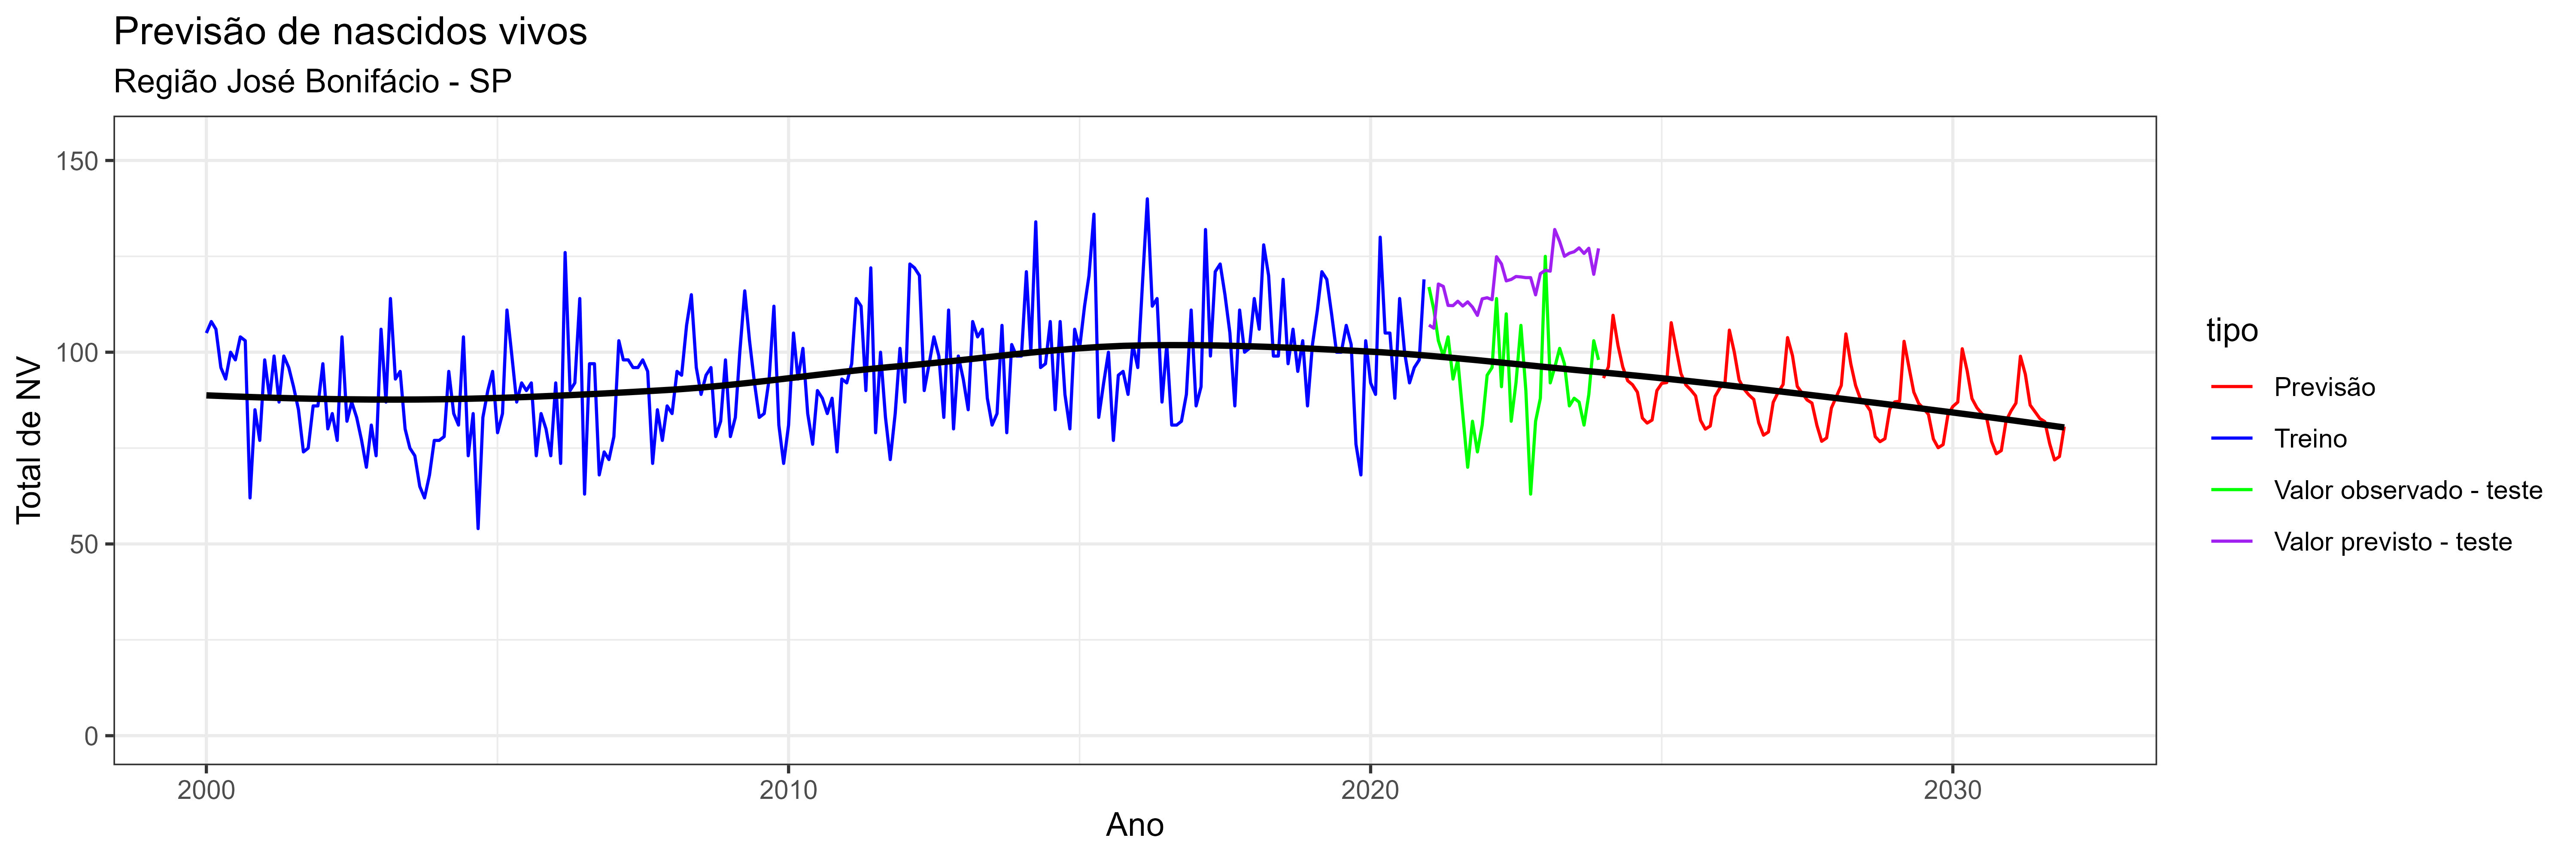 Previsão de nascidos vivos
Região José Bonifácio - SP
Total de NV
150
100
50
0
2000
2010
2020
2030
Ano
tipo
Previsão
Treino
Valor observado - teste
Valor previsto - teste